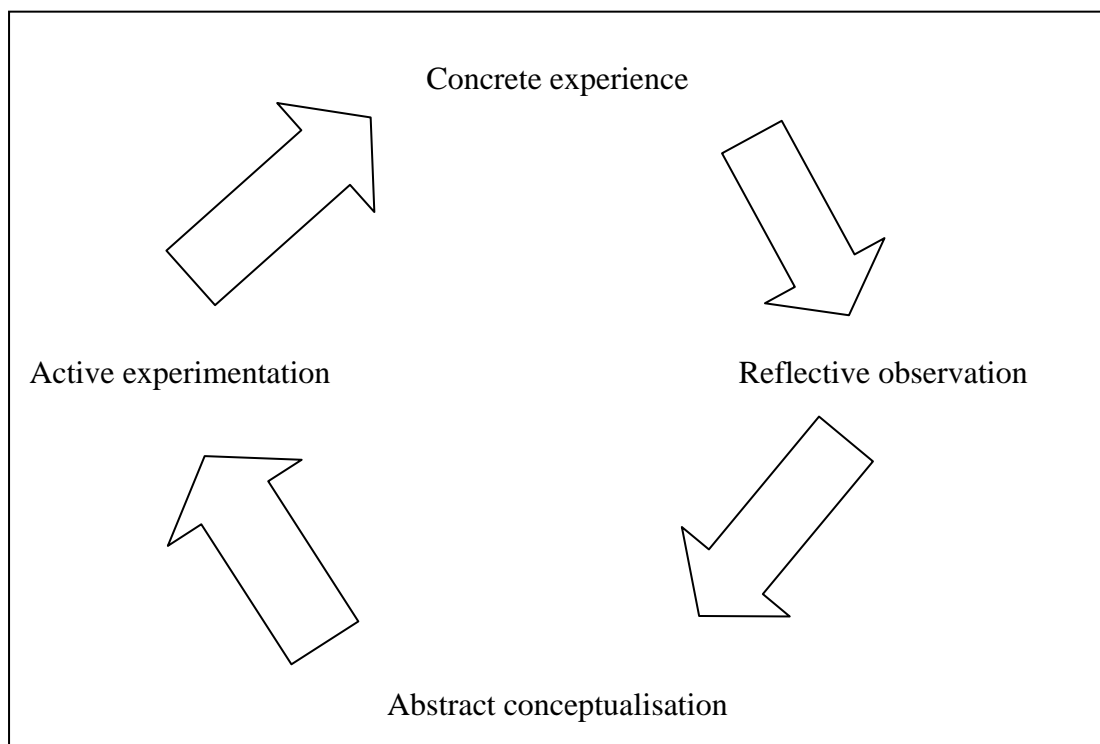 Concrete experience
Active experimentation
Reflective observation
Abstract conceptualisation